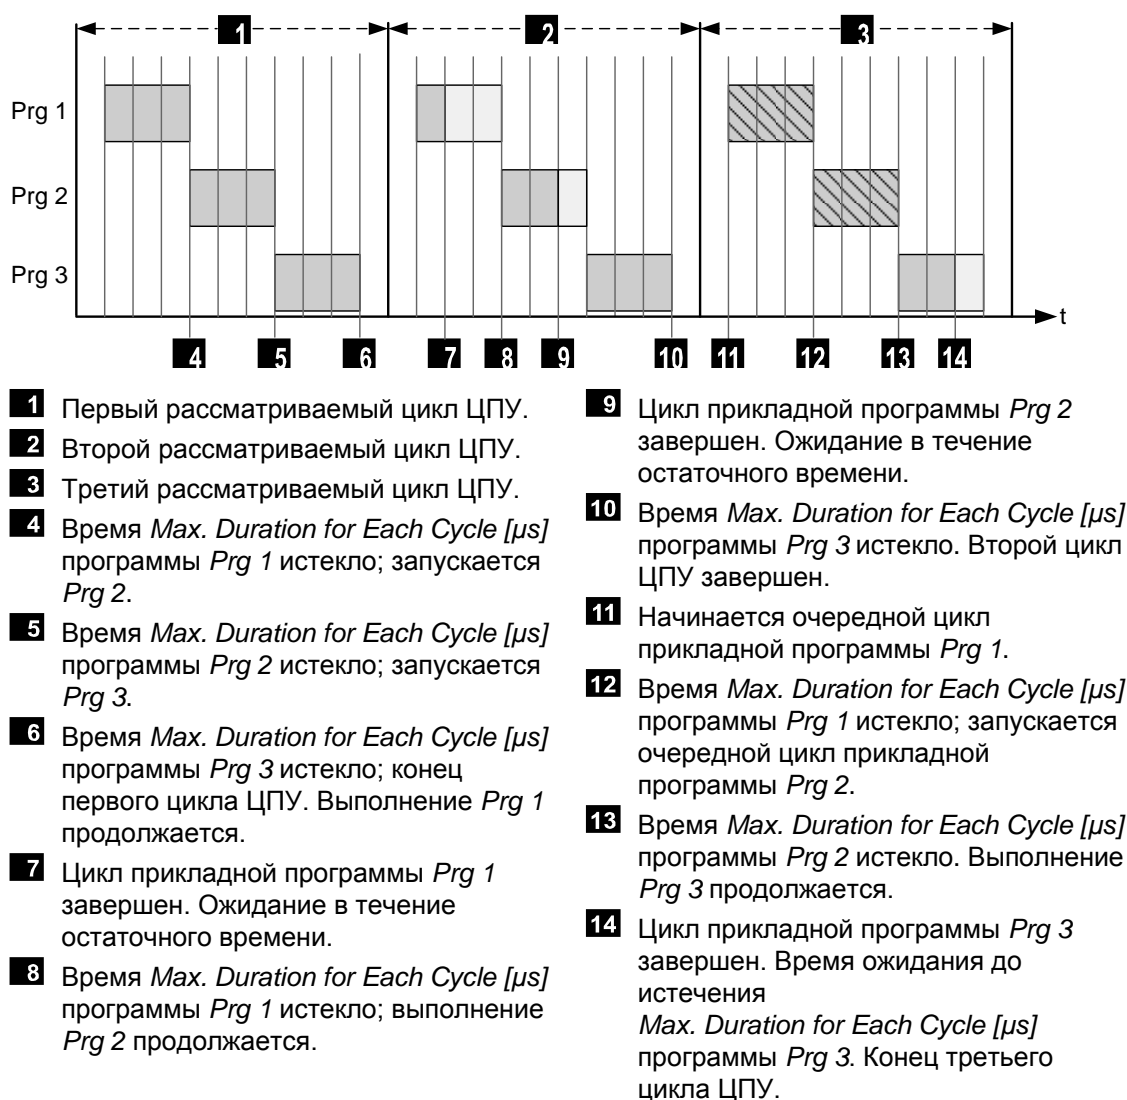 1 2 3
Prg 1
Prg 2
Prg 3
t
4 5 6 7 8 9 10 11 12 13 14
1 Первый рассматриваемый цикл ЦПУ.
2 Второй рассматриваемый цикл ЦПУ.
3 Третий рассматриваемый цикл ЦПУ.
4 Время Max. Duration for Each Cycle [µs]
программы Prg 1 истекло; запускается
Prg 2.
5 Время Max. Duration for Each Cycle [µs]
программы Prg 2 истекло; запускается
Prg 3.
6 Время Max. Duration for Each Cycle [µs]
программы Prg 3 истекло; конец
первого цикла ЦПУ. Выполнение Prg 1
продолжается.
7 Цикл прикладной программы Prg 1
завершен. Ожидание в течение
остаточного времени.
8 Время Max. Duration for Each Cycle [µs]
программы Prg 1 истекло; выполнение
Prg 2 продолжается.
9 Цикл прикладной программы Prg 2
завершен. Ожидание в течение
остаточного времени.
10 Время Max. Duration for Each Cycle [µs]
программы Prg 3 истекло. Второй цикл
ЦПУ завершен.
11 Начинается очередной цикл
прикладной программы Prg 1.
12 Время Max. Duration for Each Cycle [µs]
программы Prg 1 истекло; запускается
очередной цикл прикладной
программы Prg 2.
13 Время Max. Duration for Each Cycle [µs]
программы Prg 2 истекло. Выполнение
Prg 3 продолжается.
14 Цикл прикладной программы Prg 3
завершен. Время ожидания до
истечения
Max. Duration for Each Cycle [µs]
программы Prg 3. Конец третьего
цикла ЦПУ.